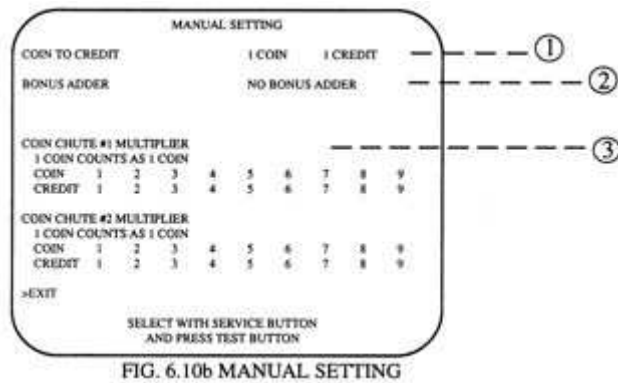 MANUAL SETTING
COIN TO CREDIT 1 COIN 1 CREDIT ①
BONUS ADDER NO BONUS ADDER ②
COIN CHUTE #1 MULTIPLIER ③
1 COIN COUNTS AS 1 COIN
COIN 1 2 3 4 5 6 7 8 9
CREDIT 1 2 3 4 5 6 7 8 9
COIN CHUTE #2 MULTIPLIER
1 COIN COUNTS AS 1 COIN
COIN 1 2 3 4 5 6 7 8 9
CREDIT 1 2 3 4 5 6 7 8 9
>EXIT
SELECT WITH SERVICE BUTTON
AND PRESS TEST BUTTON
FIG. 6.10b MANUAL SETTING